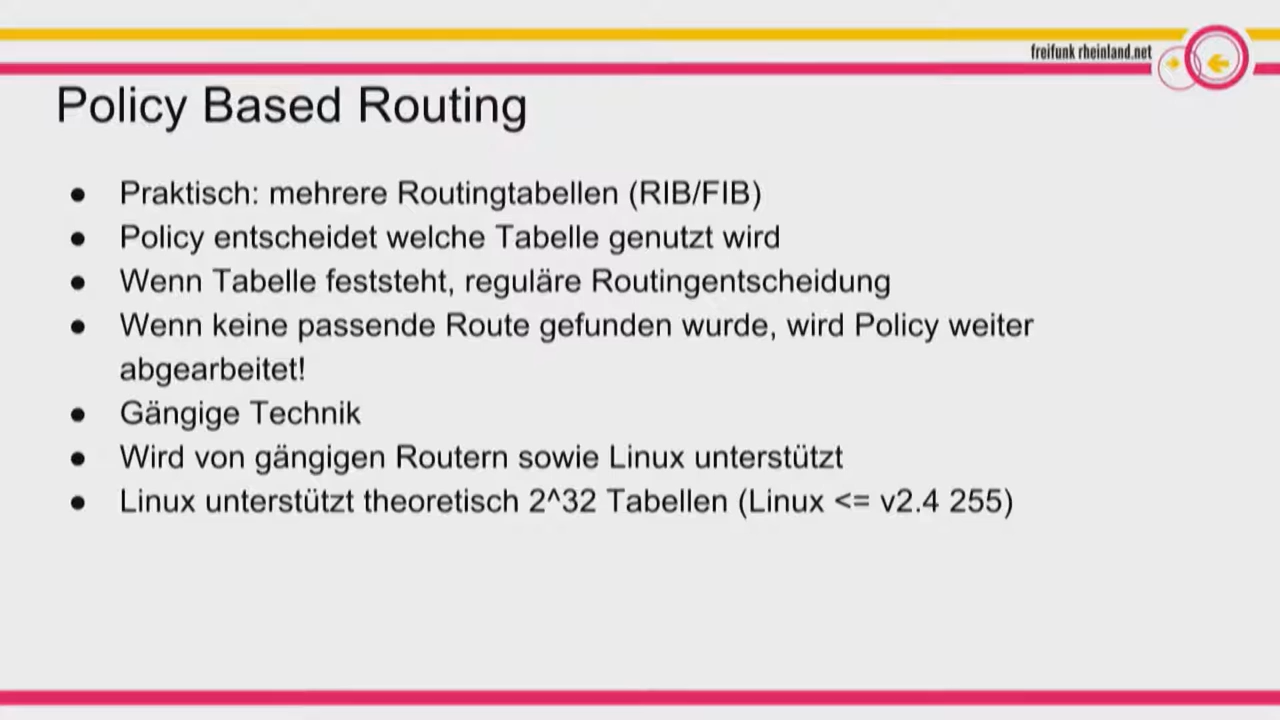 freifunk rheinland.net
Policy Based Routing
● Praktisch: mehrere Routingtabellen (RIB/FIB)
● Policy entscheidet welche Tabelle genutzt wird
● Wenn Tabelle feststeht, reguläre Routingentscheidung
● Wenn keine passende Route gefunden wurde, wird Policy weiter
abgearbeitet!
● Gängige Technik
● Wird von gängigen Routern sowie Linux unterstützt
● Linux unterstützt theoretisch 2^32 Tabellen (Linux <= v2.4 255)